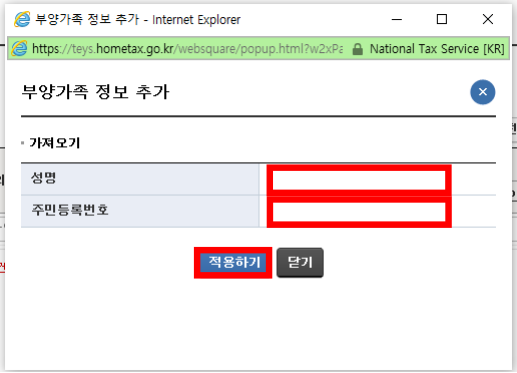 부양가족 정보 추가 - Internet Explorer
https://teys.hometax.go.kr/websquare/popup.html?w2xPa National Tax Service [KR]
부양가족 정보 추가
가져오기
성명
주민등록번호
적용하기 닫기